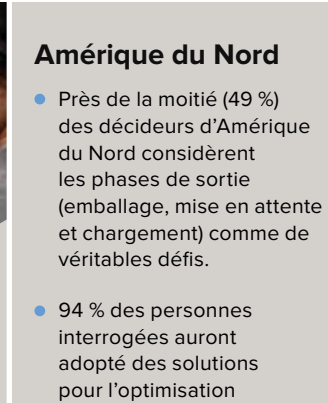 Amérique du Nord
Près de la moitié (49 %)
des décideurs d’Amérique
du Nord considèrent
les phases de sortie
(emballage, mise en attente
et chargement) comme de
véritables défis.
94 % des personnes
interrogées auront
adopté des solutions
pour l’optimisation